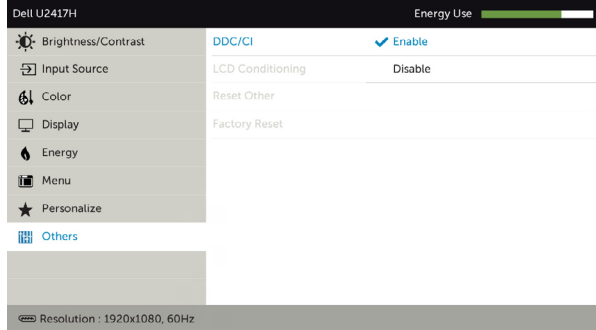 Dell U2417H Energy Use
Brightness/Contrast DDC/CI Enable
Input Source LCD Conditioning Disable
Color Reset Other
Display Factory Reset
Energy
Menu
Personalize
Others
Resolution : 1920x1080, 60Hz